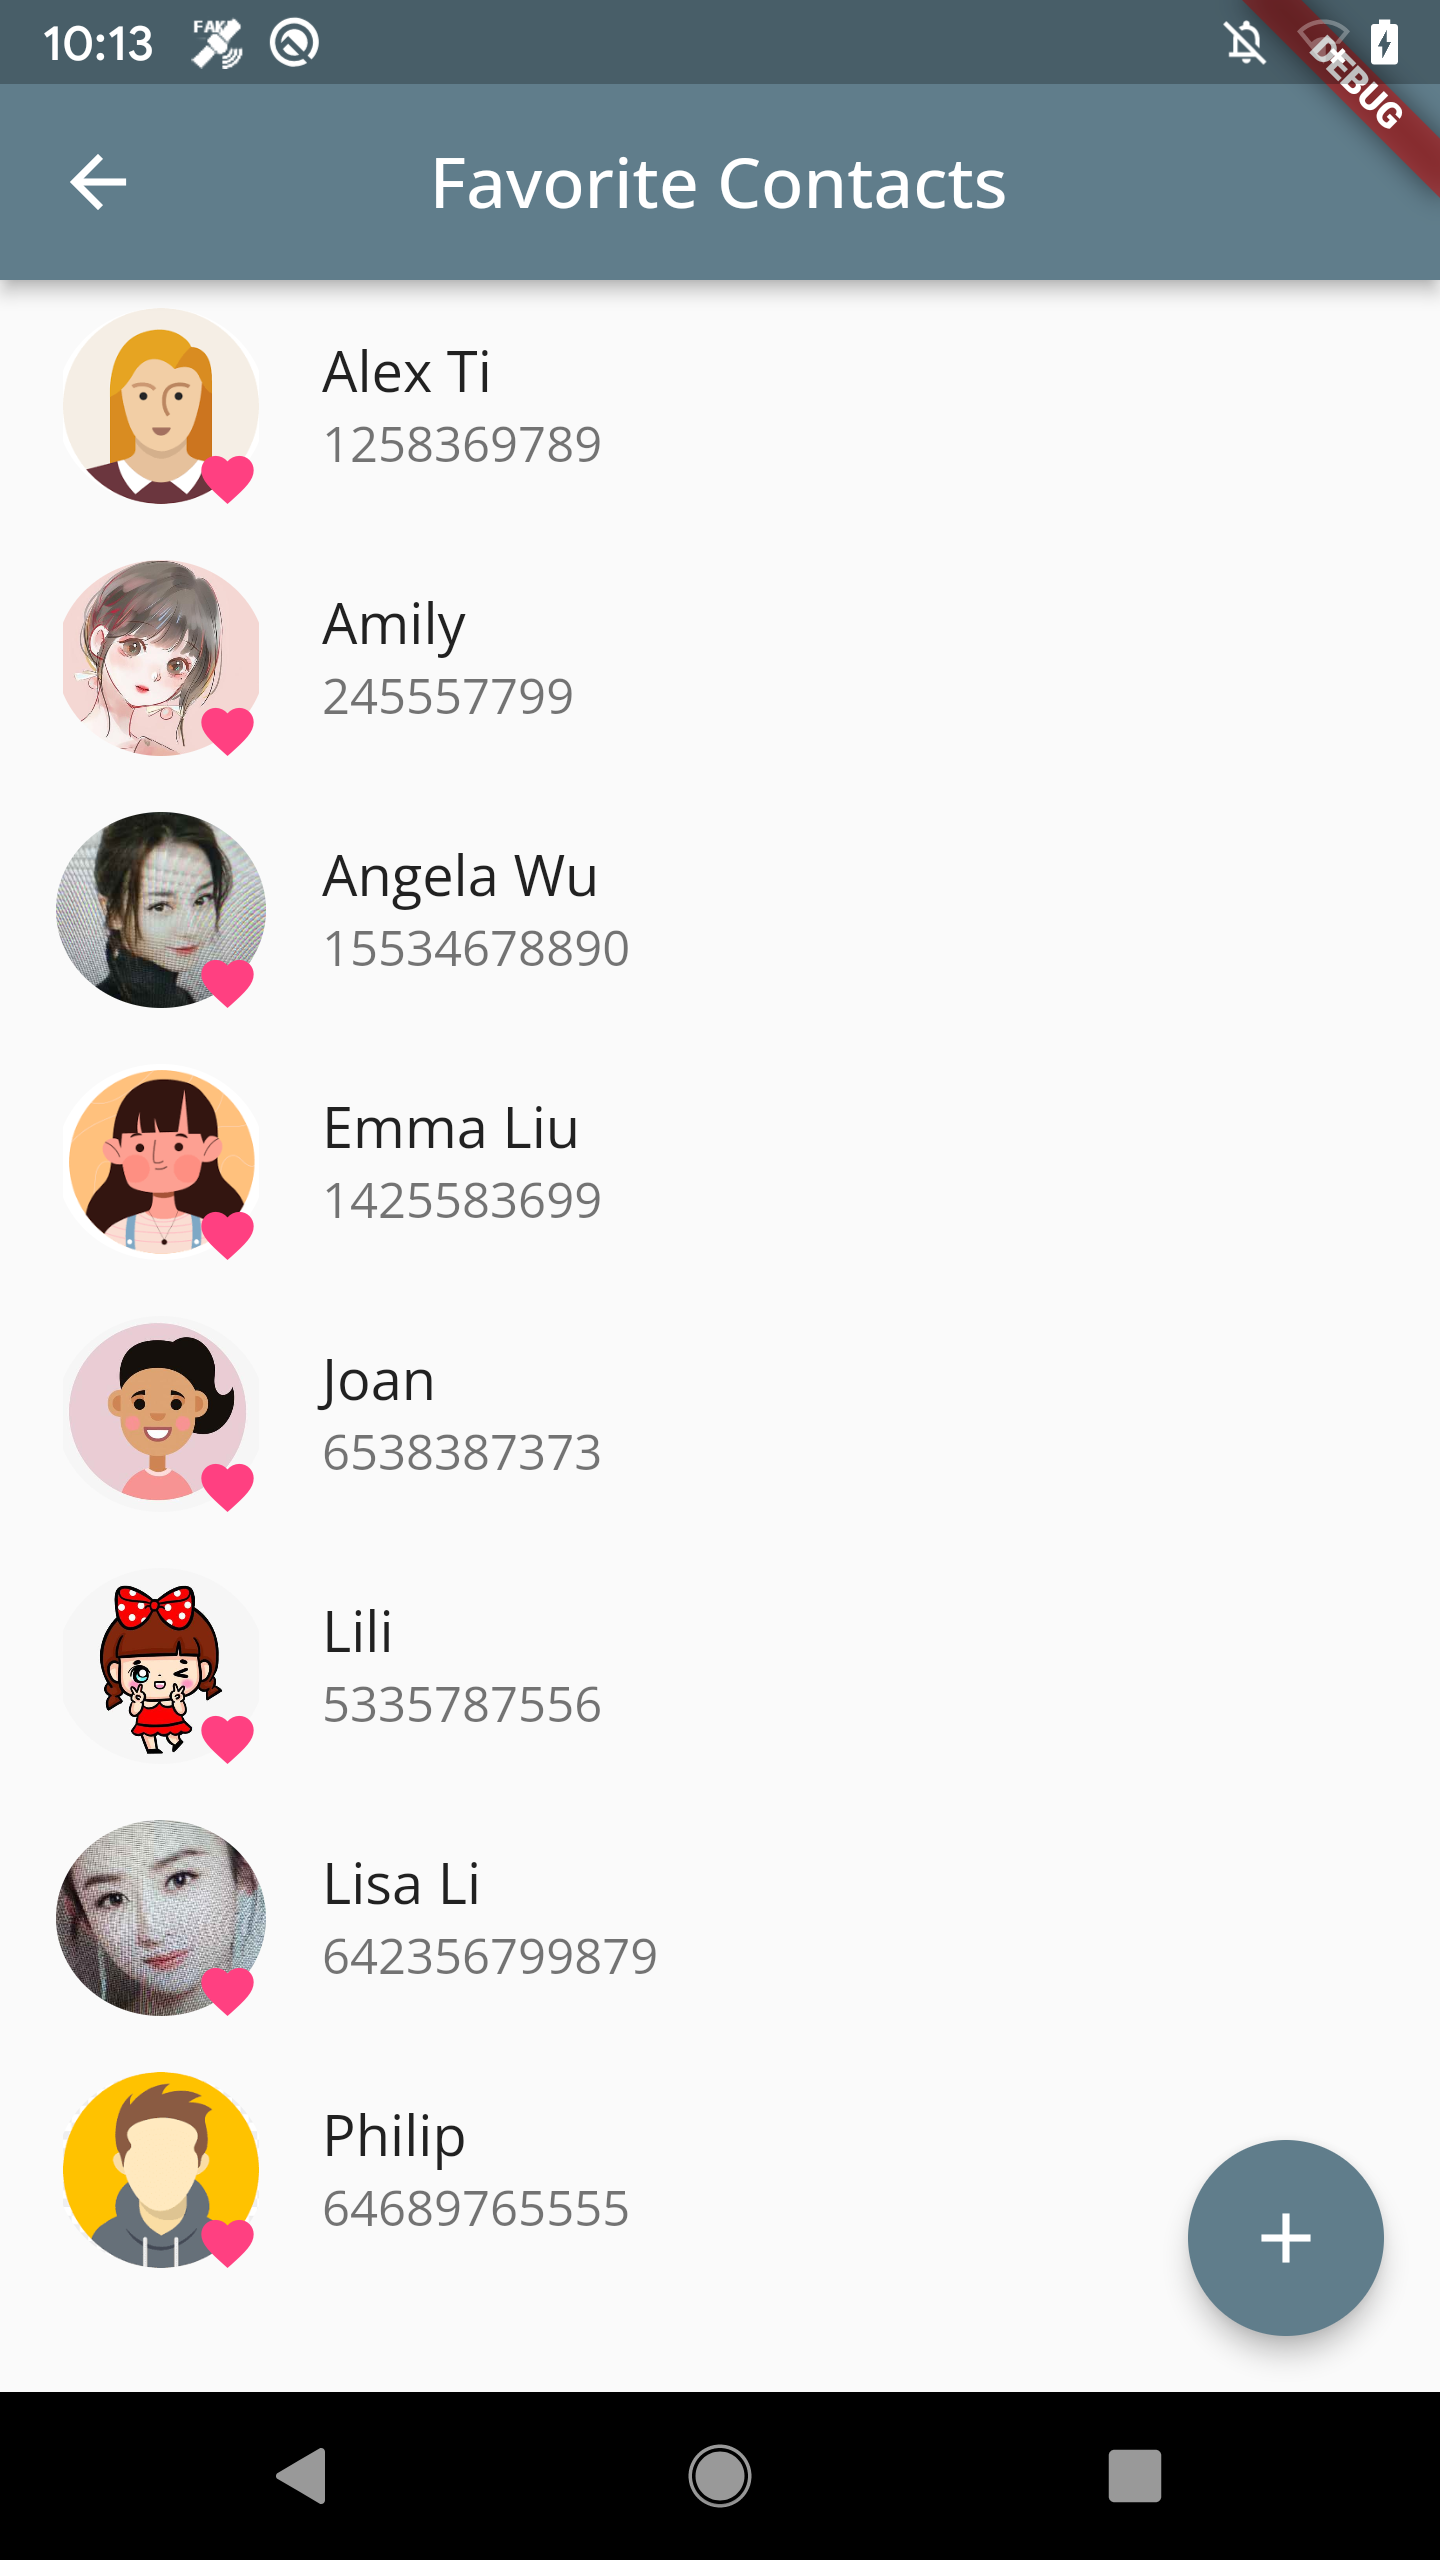 10:13
FAKE
DEBUG
Favorite Contacts
Alex Ti
1258369789
Amily
245557799
Angela Wu
15534678890
Emma Liu
1425583699
Joan
6538387373
Lili
5335787556
Lisa Li
642356799879
Philip
64689765555